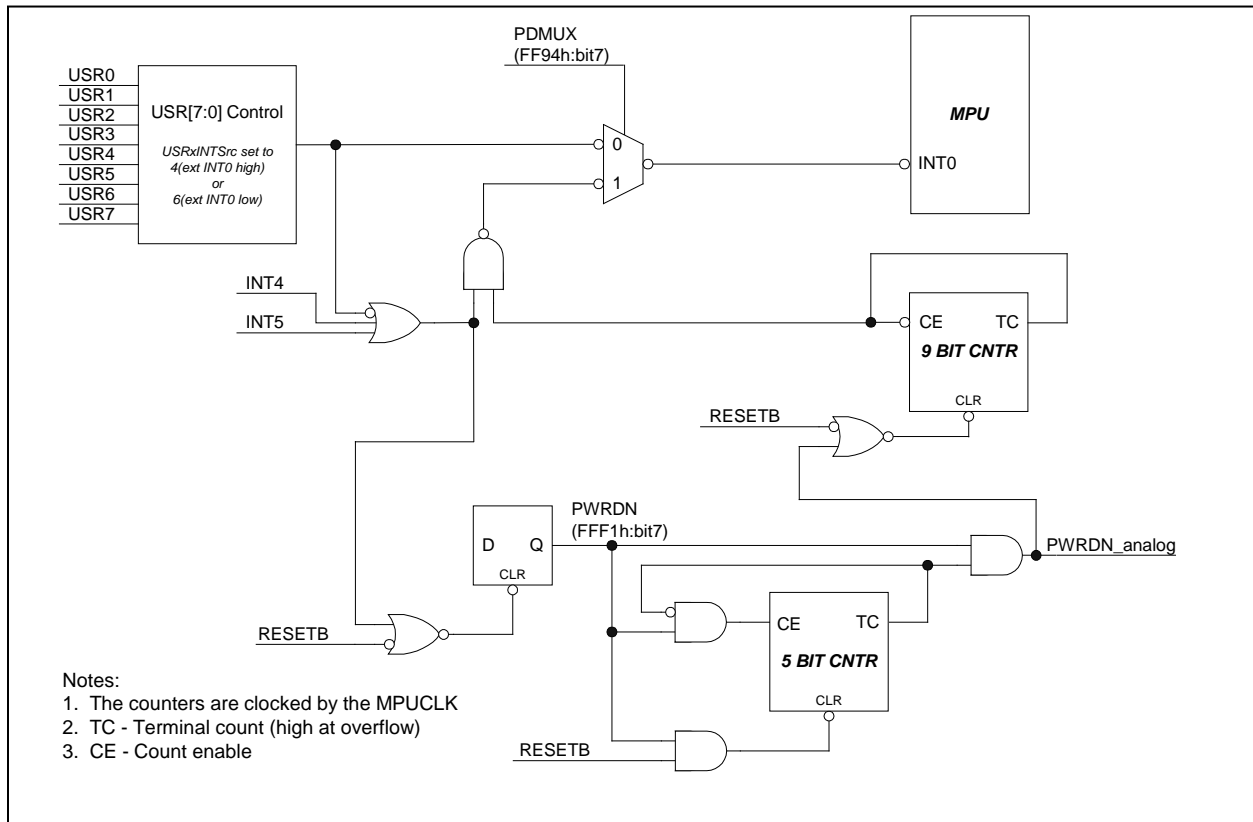 PDMUX
(FF94h:bit7)
USR0
USR1
USR2
USR3
USR4
USR5
USR6
USR7
USR[7:0] Control
USRxINTSrc set to
4(ext INT0 high)
or
6(ext INT0 low)
0
1
MPU
INT0
INT4
INT5
CE
TC
9 BIT CNTR
CLR
RESETB
D
Q
CLR
PWRDN
(FFF1h:bit7)
PWRDN_analog
RESETB
CE
TC
5 BIT CNTR
CLR
RESETB
Notes:
1. The counters are clocked by the MPUCLK
2. TC - Terminal count (high at overflow)
3. CE - Count enable